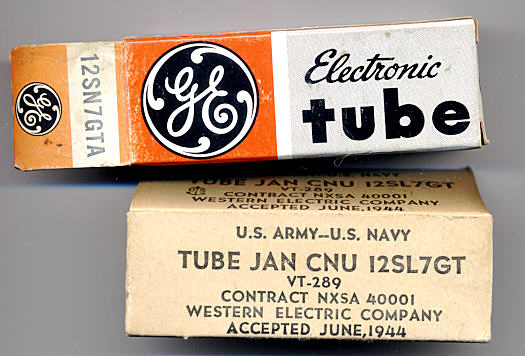 12SN7GTA
GE
Electronic
tube
U.S. NAVY
TUBE JAN CNU 12SL7GT
VT-289
CONTRACT NXSA 40001
WESTERN ELECTRIC COMPANY
ACCEPTED JUNE,1944
U.S. ARMY--U.S. NAVY
TUBE JAN CNU 12SL7GT
VT-289
CONTRACT NXSA 40001
WESTERN ELECTRIC COMPANY
ACCEPTED JUNE,1944